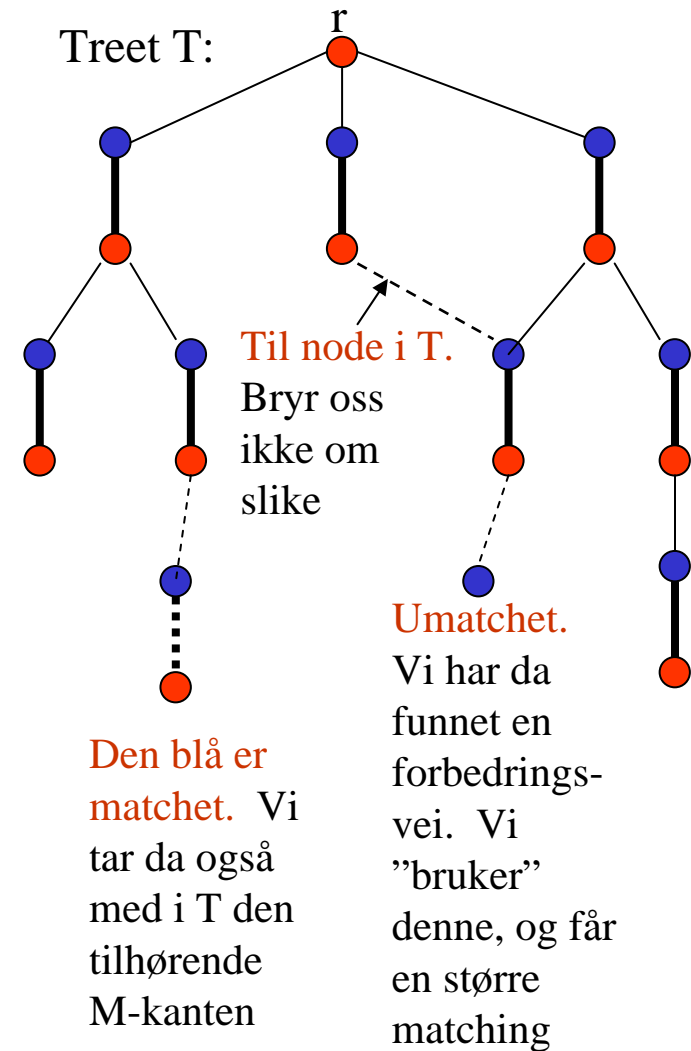 r
Treet T:
Til node i T.
Bryr oss
ikke om
slike
Umatchet.
Vi har da
funnet en
forbedrings-
vei. Vi
”bruker”
denne, og får
en større
matching
Den blå er
matchet. Vi
tar da også
med i T den
tilhørende
M-kanten